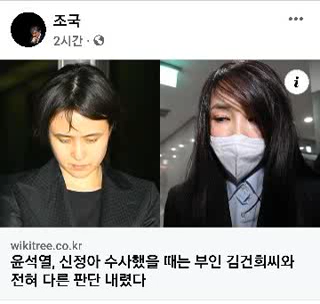 조국
2시간 ·
i
wikitree.co.kr
윤석열, 신정아 수사했을 때는 부인 김건희씨와
전혀 다른 판단 내렸다